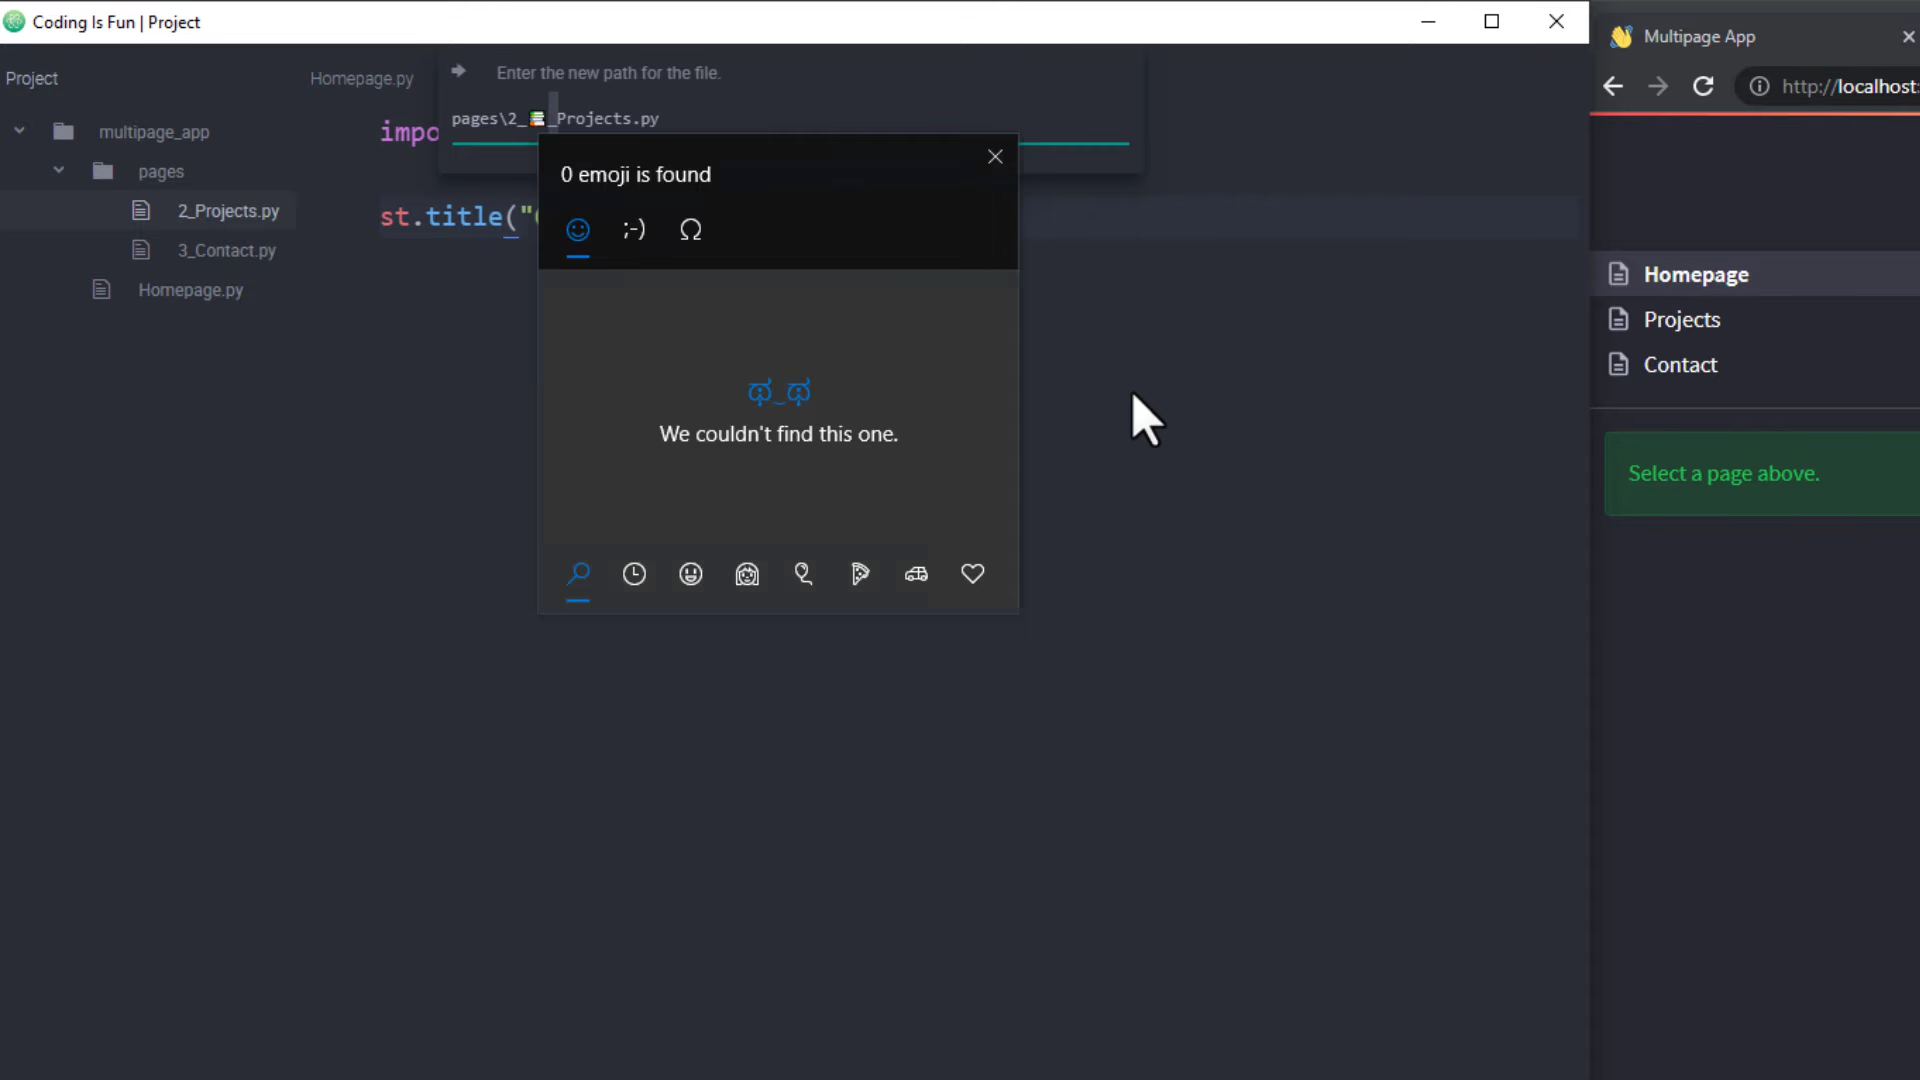 Coding Is Fun | Project
Multipage App
Project
Homepage.py
Enter the new path for the file.
http://localhost:
pages\2_📚_Projects.py
multipage_app
impo
0 emoji is found
pages
2_Projects.py
st.title("
;-)
Ω
3_Contact.py
Homepage.py
Homepage
Projects
Contact
ಥ_ಥ
We couldn't find this one.
Select a page above.